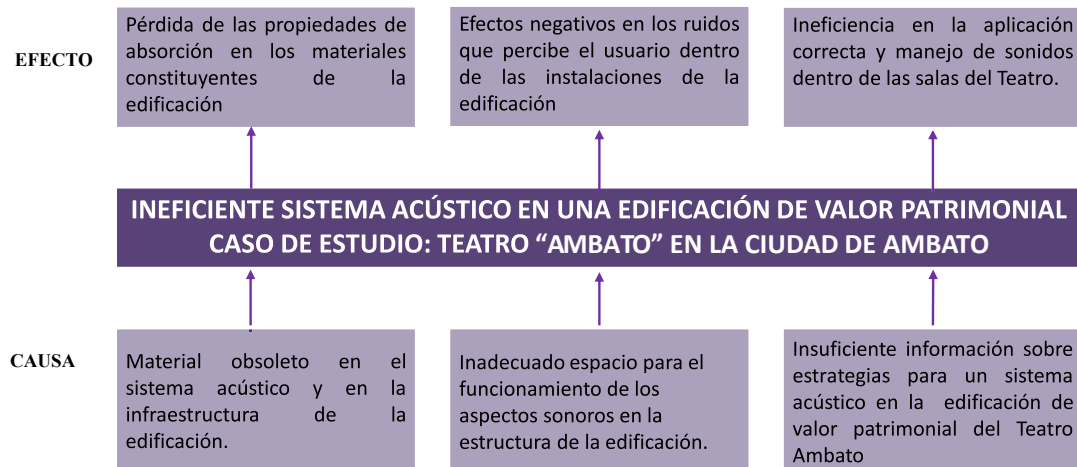 EFECTO
Pérdida de las propiedades de
absorción en los materiales
constituyentes de la
edificación
Efectos negativos en los ruidos
que percibe el usuario dentro
de las instalaciones de la
edificación
Ineficiencia en la aplicación
correcta y manejo de sonidos
dentro de las salas del Teatro.
INEFICIENTE SISTEMA ACÚSTICO EN UNA EDIFICACIÓN DE VALOR PATRIMONIAL
CASO DE ESTUDIO: TEATRO “AMBATO” EN LA CIUDAD DE AMBATO
CAUSA
Material obsoleto en el
sistema acústico y en la
infraestructura de la
edificación.
Inadecuado espacio para el
funcionamiento de los
aspectos sonoros en la
estructura de la edificación.
Insuficiente información sobre
estrategias para un sistema
acústico en la edificación de
valor patrimonial del Teatro
Ambato